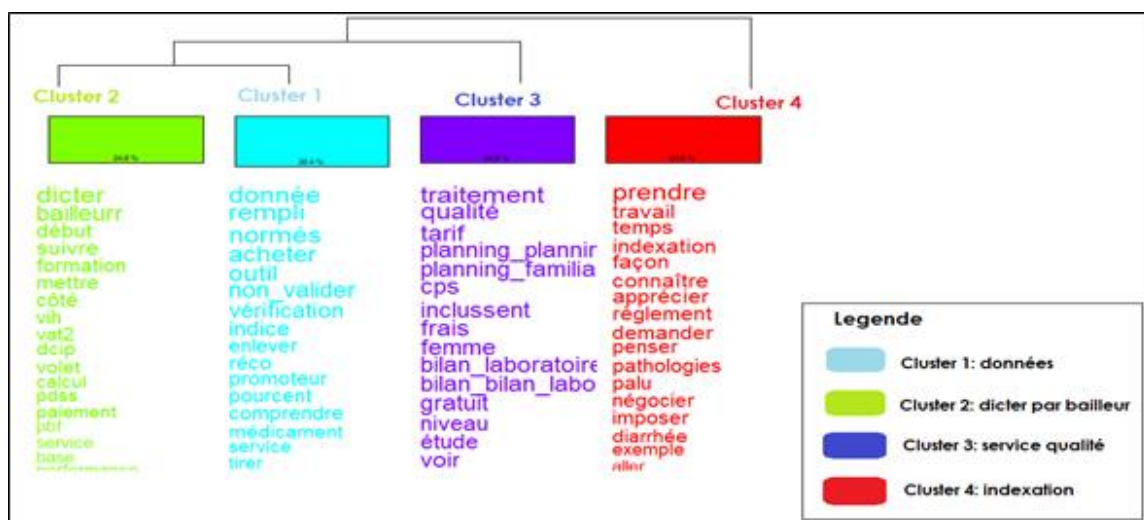 Cluster 2
Cluster 1
Cluster 3
Cluster 4
dicter
bailleurr
début
suivre
formation
mettre
côté
vih
vat2
dcip
volet
calcul
pdss
paiement
pbf
service
base
performance
donnée
rempli
normés
acheter
outil
non_valider
vérification
indice
enlever
réco
promoteur
pourcent
comprendre
médicament
service
tirer
traitement
qualité
tarif
planning_plannin
planning_familia
cps
inclussent
frais
femme
bilan_laboratoire
bilan_bilan_labo
gratuit
niveau
étude
voir
prendre
travail
temps
indexation
façon
connaître
apprécier
réglement
demander
penser
pathologies
palu
négocier
imposer
diarrhée
exemple
aller
Legende
Cluster 1: données
Cluster 2: dicter par bailleur
Cluster 3: service qualité
Cluster 4: indexation